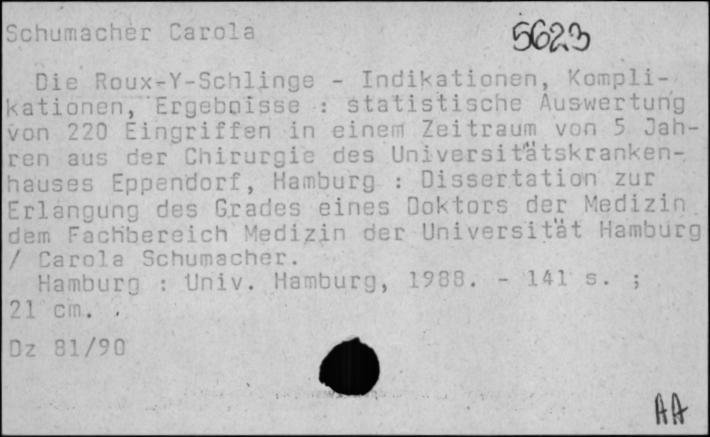 Schumacher Carola 5623
Die Roux-Y-Schlinge - Indikationen, Kompli-
kationen, Ergebnisse : statistische Auswertung
von 220 Eingriffen in einem Zeitraum von 5 Jah-
ren aus der Chirurgie des Universitätskranken-
hauses Eppendorf, Hamburg : Dissertation zur
Erlangung des Grades eines Doktors der Medizin
dem Fachbereich Medizin der Universität Hamburg
/ Carola Schumacher.
Hamburg : Univ. Hamburg, 1988. - 141 s. ;
21 cm.
Dz 81/90
AA